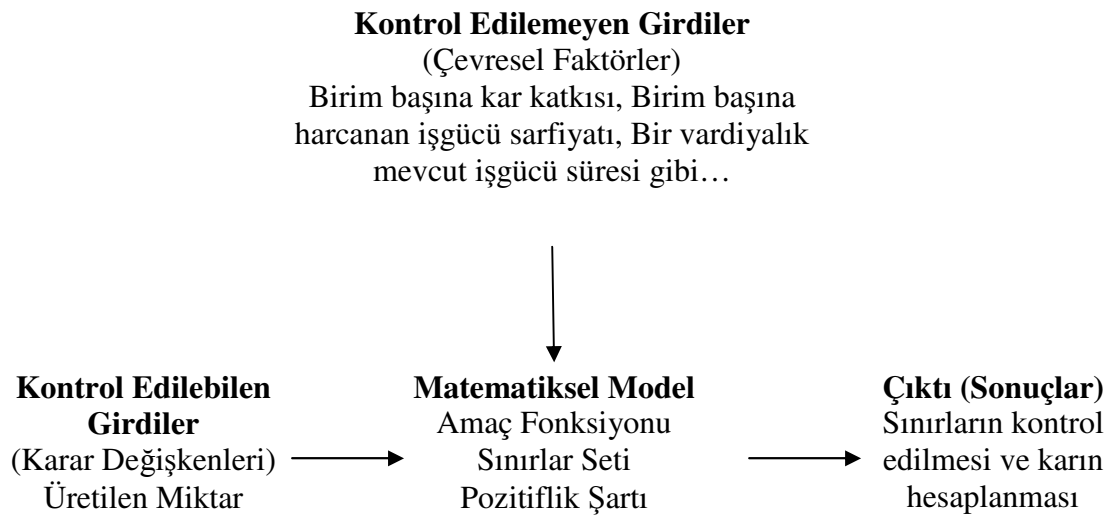 Kontrol Edilemeyen Girdiler
(Çevresel Faktörler)
Birim başına kar katkısı, Birim başına
harcanan işgücü sarfiyatı, Bir vardiyalık
mevcut işgücü süresi gibi…
Kontrol Edilebilen
Girdiler
(Karar Değişkenleri)
Üretilen Miktar
Matematiksel Model
Amaç Fonksiyonu
Sınırlar Seti
Pozitiflik Şartı
Çıktı (Sonuçlar)
Sınırların kontrol
edilmesi ve karın
hesaplanması